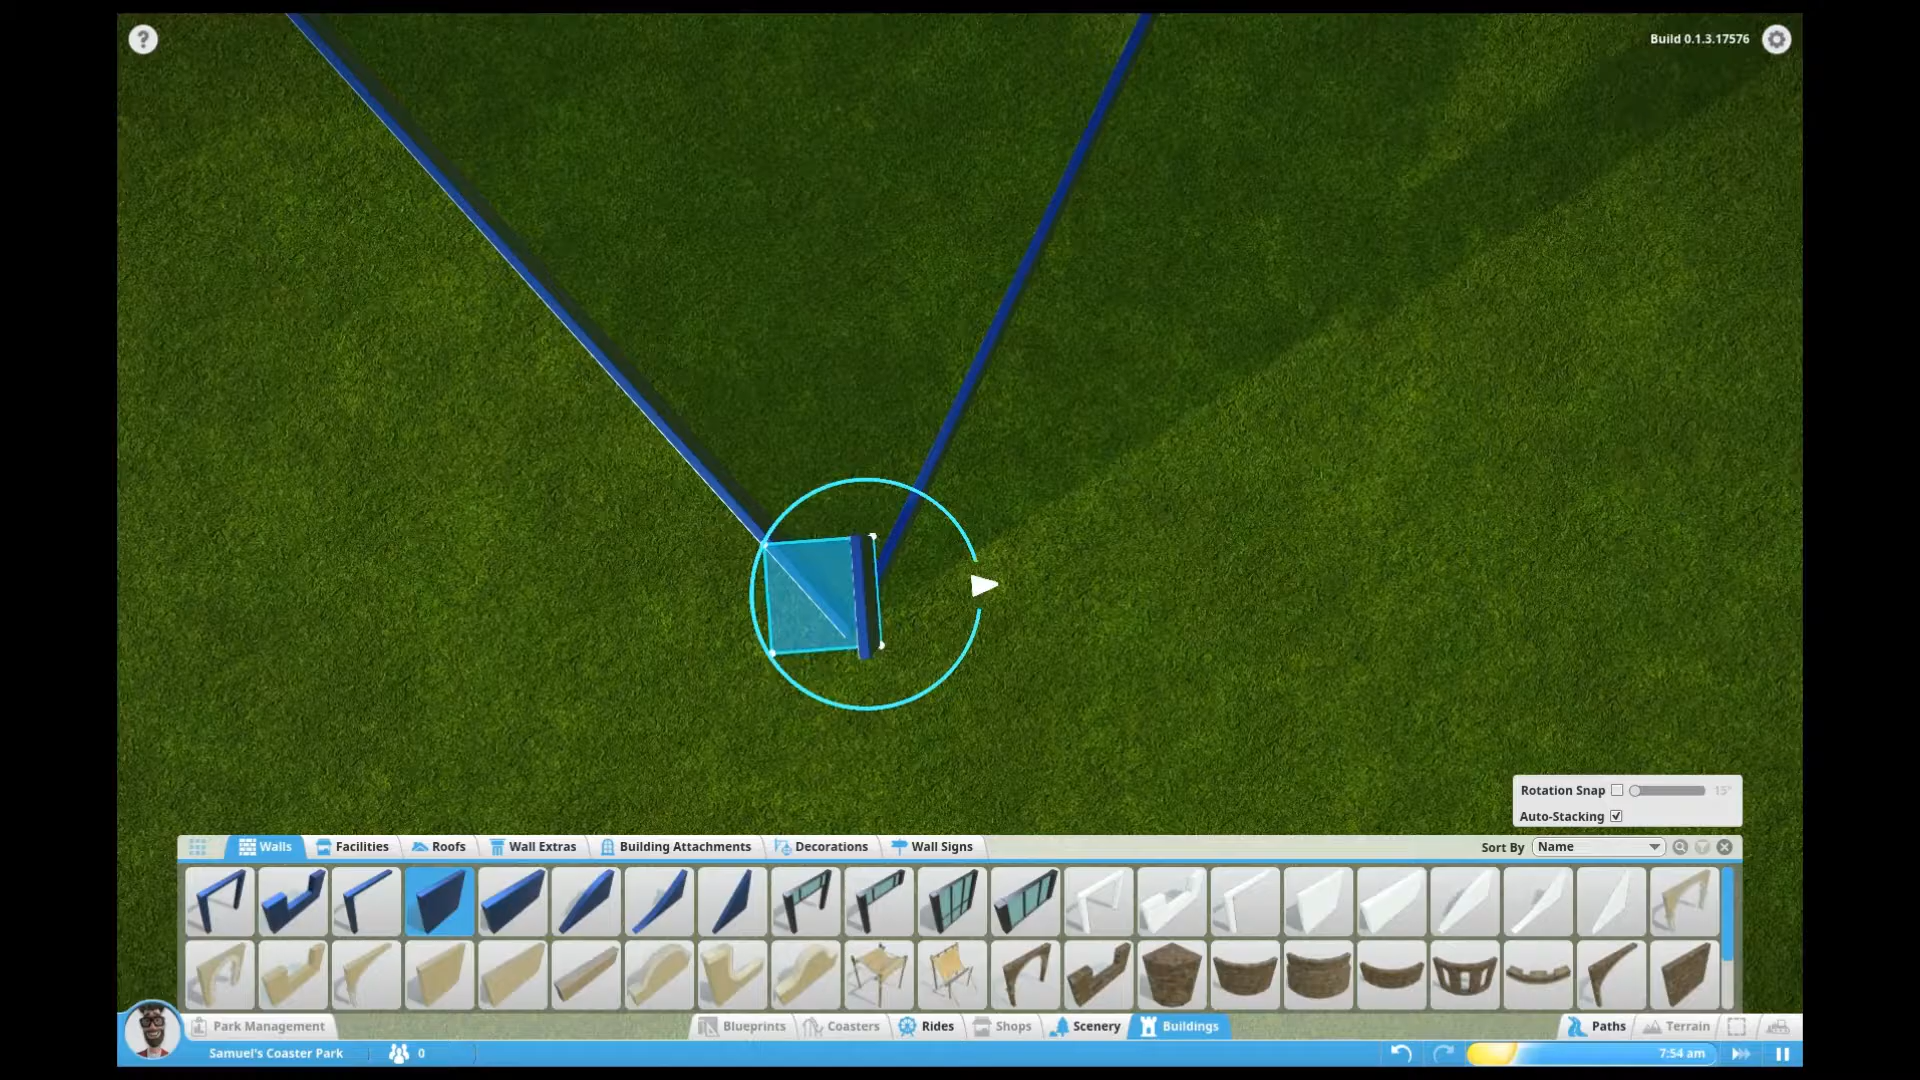 ?
Build 0.1.3.17576
Rotation Snap 15°
Auto-Stacking
Walls Facilities Roofs Wall Extras Building Attachments Decorations Wall Signs Sort By Name
Park Management Blueprints Coasters Rides Shops Scenery Buildings Paths Terrain
Samuel's Coaster Park 0 7:54 am